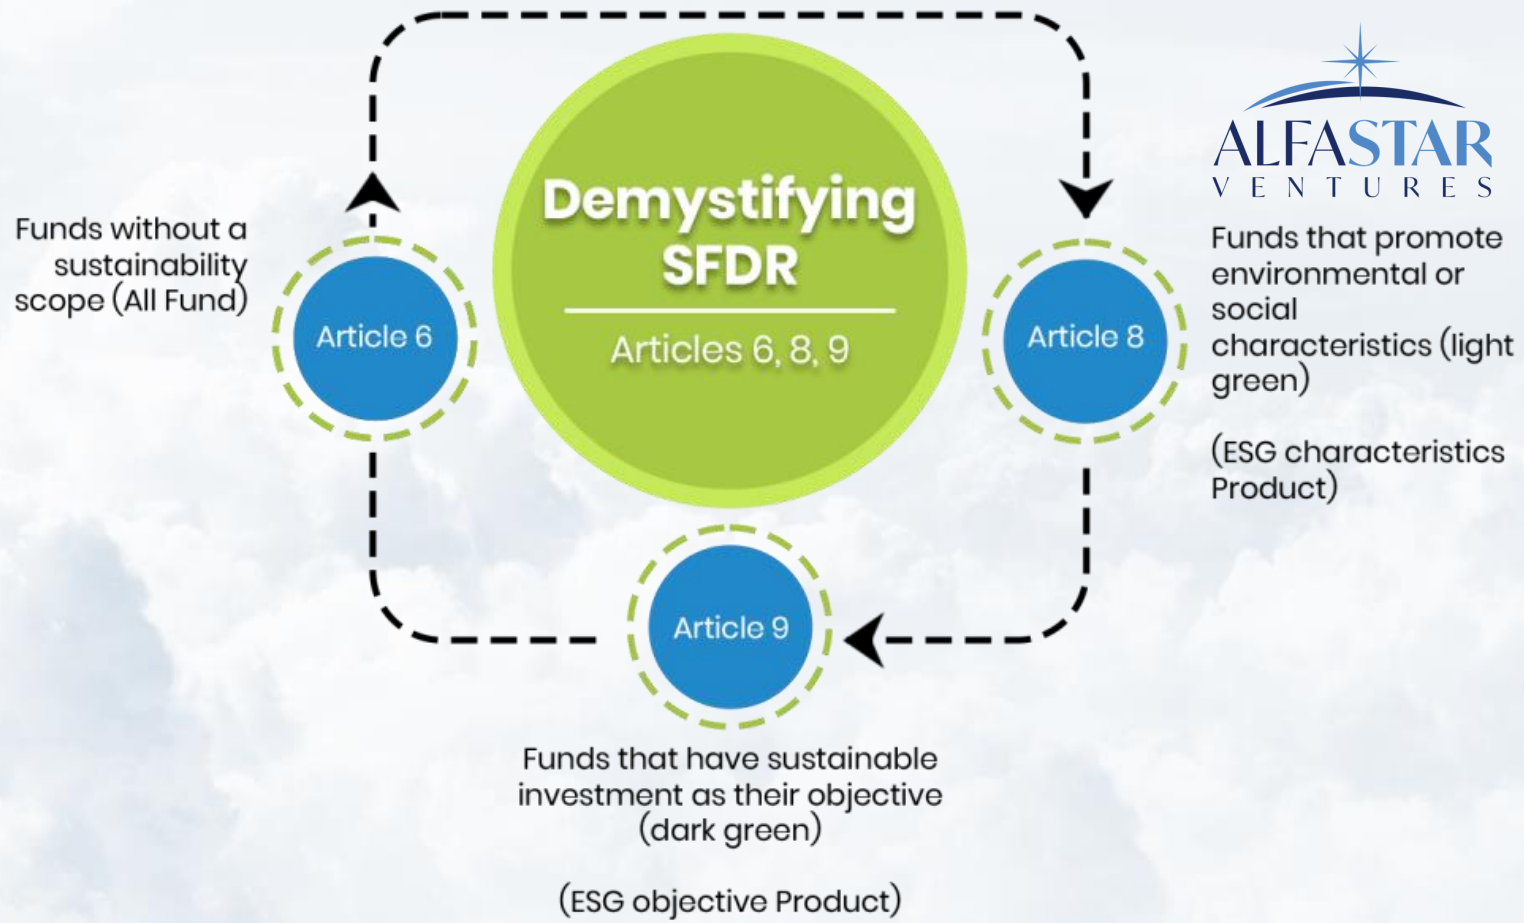 Demystifying
SFDR
Articles 6, 8, 9
ALFASTAR
VENTURES
Funds without a
sustainability
scope (All Fund)
Article 6
Article 8
Funds that promote
environmental or
social
characteristics (light
green)
(ESG characteristics
Product)
Article 9
Funds that have sustainable
investment as their objective
(dark green)
(ESG objective Product)